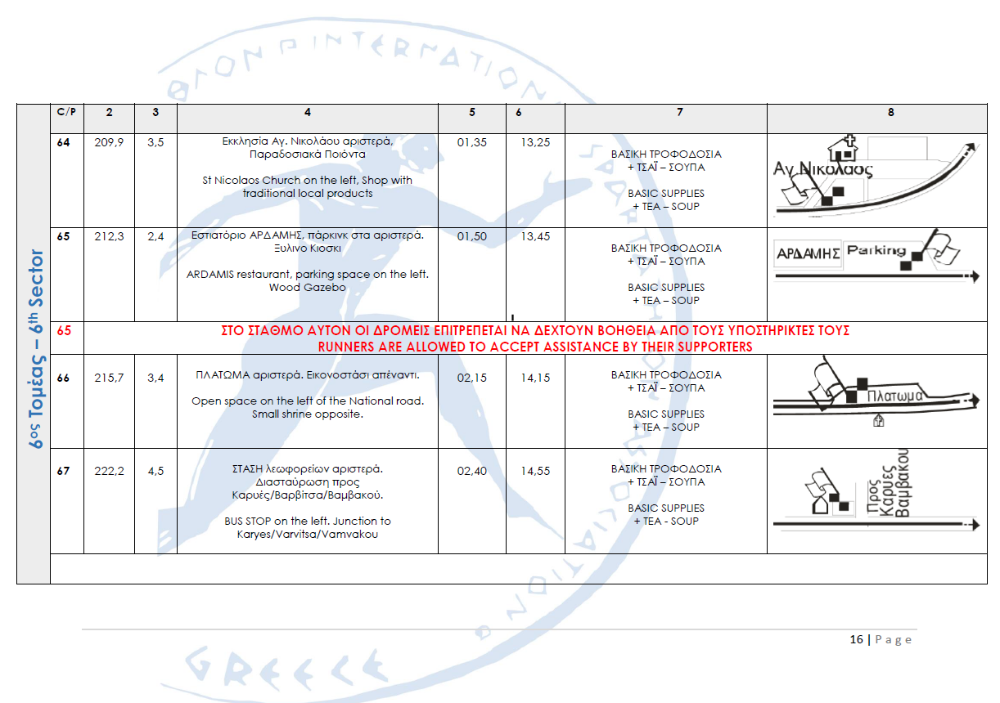 ΘΛΟΝ Ρ INTERNATION
SPARTATHLON ASSOCIATION
GREECE
6ος Τομέας – 6th Sector
C/P 2 3 4 5 6 7 8
64 209,9 3,5 Εκκλησία Αγ. Νικολάου αριστερά,
Παραδοσιακά Ποιόντα
St Nicolaos Church on the left, Shop with
traditional local products
01,35 13,25
ΒΑΣΙΚΗ ΤΡΟΦΟΔΟΣΙΑ
+ ΤΣΑΪ – ΣΟΥΠΑ
BASIC SUPPLIES
+ TEA – SOUP
Αγ Νικολαος
65 212,3 2,4 Εστιατόριο ΑΡΔΑΜΗΣ, πάρκινκ στα αριστερά.
Ξυλινο Κιοσκι
ARDAMIS restaurant, parking space on the left.
Wood Gazebo
01,50 13,45
ΒΑΣΙΚΗ ΤΡΟΦΟΔΟΣΙΑ
+ ΤΣΑΪ – ΣΟΥΠΑ
BASIC SUPPLIES
+ TEA – SOUP
ΑΡΔΑΜΗΣ Parking
65 ΣΤΟ ΣΤΑΘΜΟ ΑΥΤΟΝ ΟΙ ΔΡΟΜΕΙΣ ΕΠΙΤΡΕΠΕΤΑΙ ΝΑ ΔΕΧΤΟΥΝ ΒΟΗΘΕΙΑ ΑΠΟ ΤΟΥΣ ΥΠΟΣΤΗΡΙΚΤΕΣ ΤΟΥΣ
RUNNERS ARE ALLOWED TO ACCEPT ASSISTANCE BY THEIR SUPPORTERS
66 215,7 3,4 ΠΛΑΤΩΜΑ αριστερά. Εικονοστάσι απέναντι.
Open space on the left of the National road.
Small shrine opposite.
02,15 14,15
ΒΑΣΙΚΗ ΤΡΟΦΟΔΟΣΙΑ
+ ΤΣΑΪ – ΣΟΥΠΑ
BASIC SUPPLIES
+ TEA – SOUP
Πλατωμα
67 222,2 4,5 ΣΤΑΣΗ λεωφορείων αριστερά.
Διασταύρωση προς
Καρυές/Βαρβίτσα/Βαμβακού.
BUS STOP on the left. Junction to
Karyes/Varvitsa/Vamvakou
02,40 14,55
ΒΑΣΙΚΗ ΤΡΟΦΟΔΟΣΙΑ
+ ΤΣΑΪ – ΣΟΥΠΑ
BASIC SUPPLIES
+ TEA - SOUP
Προς
Καρυες
Βαμβακου
16 | Page